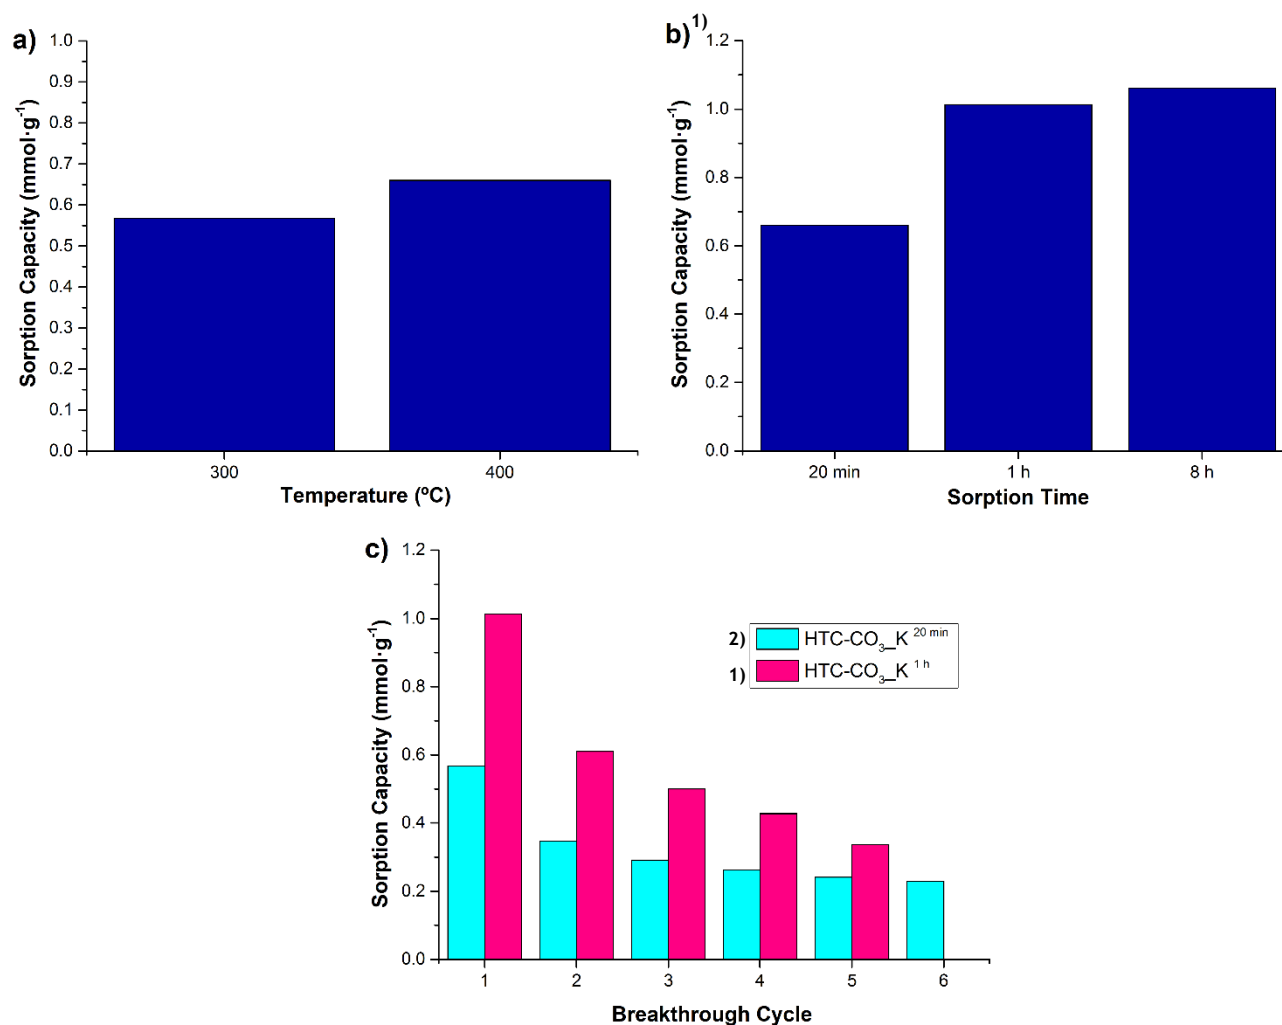 a)
1.0
0.9
0.8
0.7
0.6
0.5
0.4
0.3
0.2
0.1
0.0
Sorption Capacity (mmol·g⁻¹)
300
400
Temperature (ºC)
b)¹⁾
1.2
1.0
0.8
0.6
0.4
0.2
0.0
Sorption Capacity (mmol·g⁻¹)
20 min
1 h
8 h
Sorption Time
c)
1.2
1.0
0.8
0.6
0.4
0.2
0.0
Sorption Capacity (mmol·g⁻¹)
2) HTC-CO₃_K 20 min
1) HTC-CO₃_K 1 h
1
2
3
4
5
6
Breakthrough Cycle